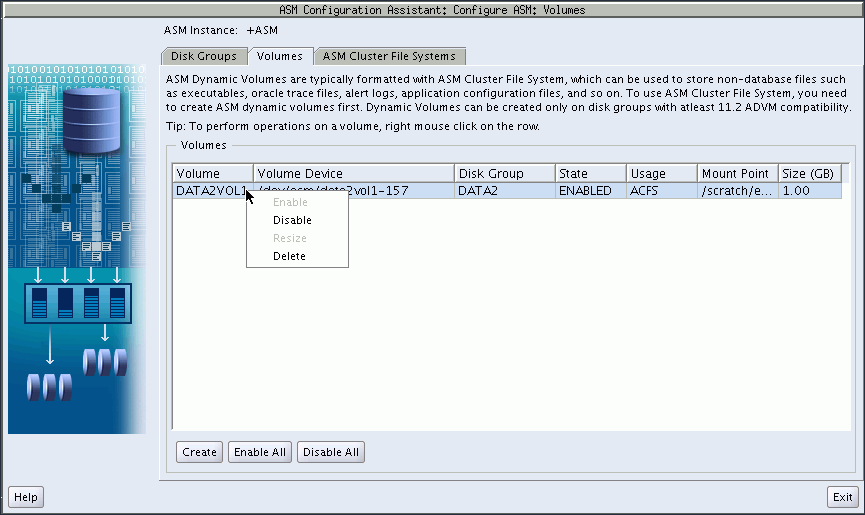 ASM Configuration Assistant: Configure ASM: Volumes
ASM Instance: +ASM
Disk Groups Volumes ASM Cluster File Systems
ASM Dynamic Volumes are typically formatted with ASM Cluster File System, which can be used to store non-database files such
as executables, oracle trace files, alert logs, application configuration files, and so on. To use ASM Cluster File System, you need
to create ASM dynamic volumes first. Dynamic Volumes can be created only on disk groups with atleast 11.2 ADVM compatibility.
Tip: To perform operations on a volume, right mouse click on the row.
Volumes
Volume Volume Device Disk Group State Usage Mount Point Size (GB)
DATA2VOL1 /dev/asm/data2vol1-157 DATA2 ENABLED ACFS /scratch/e... 1.00
Enable
Disable
Resize
Delete
Create Enable All Disable All
Help Exit